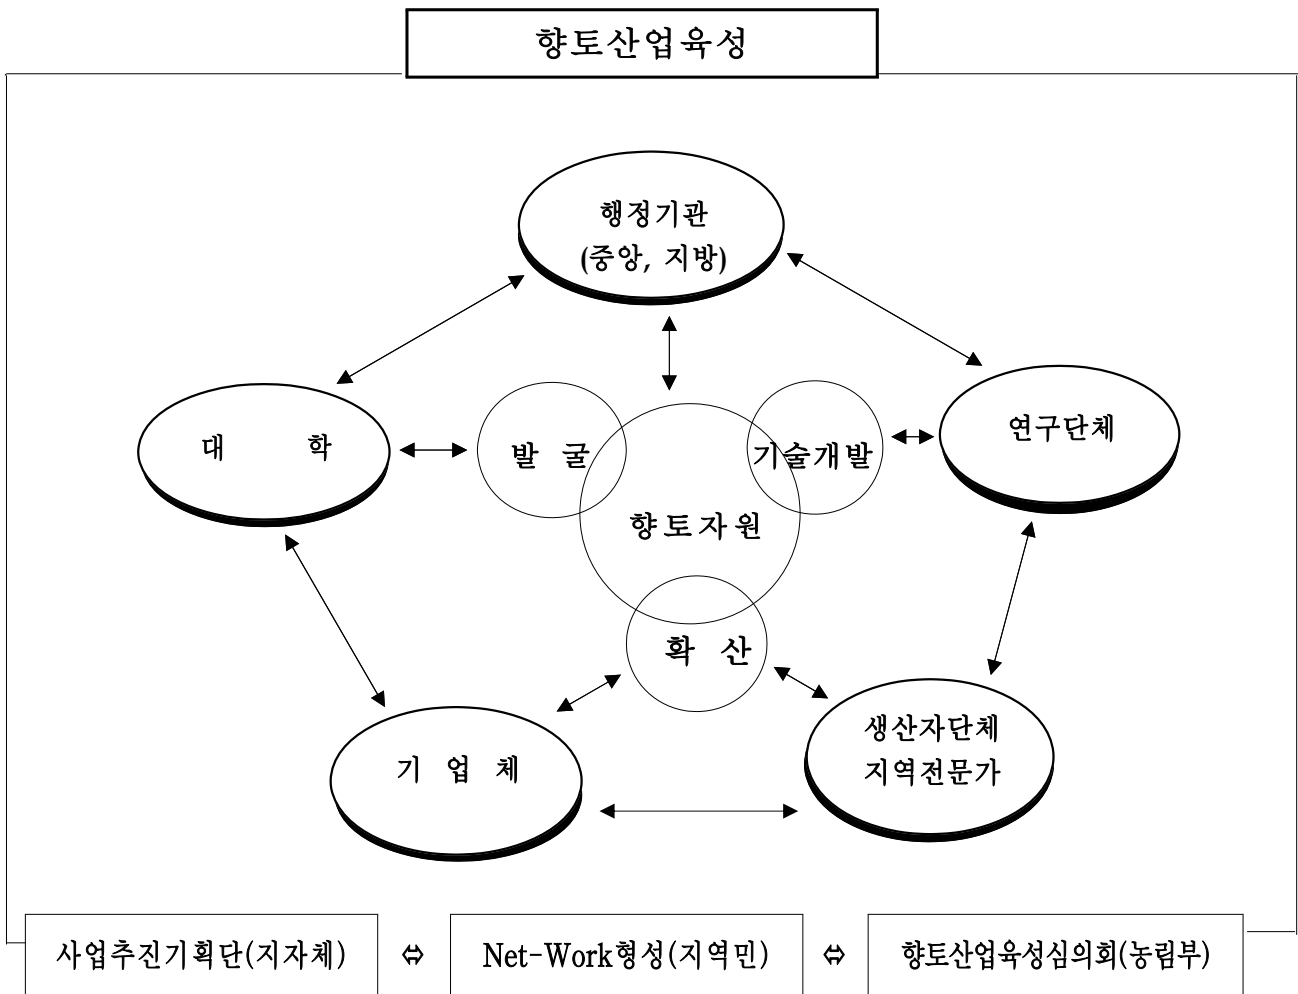 향토산업육성
행정기관
(중앙, 지방)
대 학
발 굴
기술개발
연구단체
향토자원
확 산
기 업 체
생산자단체
지역전문가
사업추진기획단(지자체) ⇔ Net-Work형성(지역민) ⇔ 향토산업육성심의회(농림부)